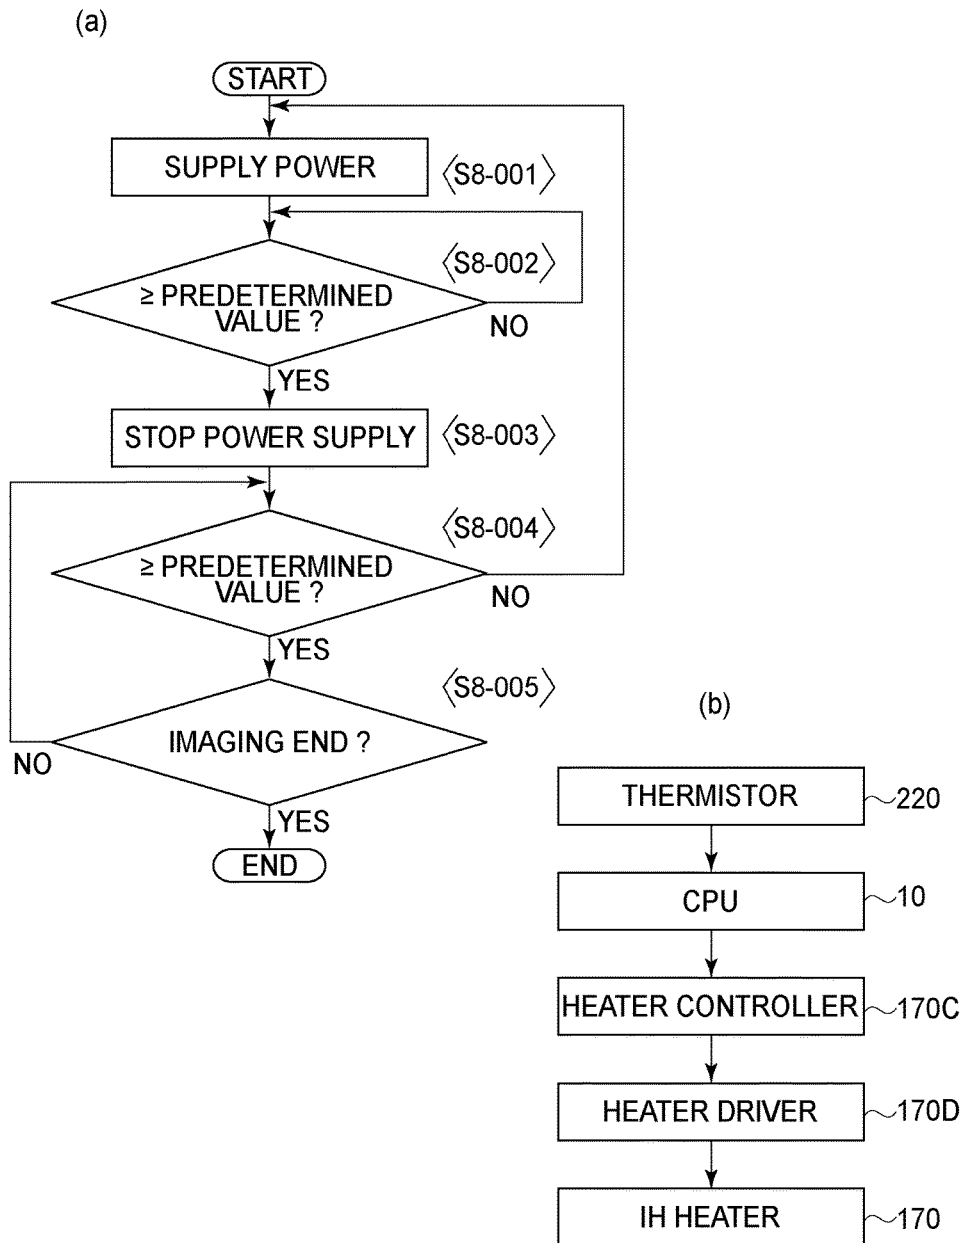 (a)
START
SUPPLY POWER
〈S8-001〉
〈S8-002〉
≥ PREDETERMINED
VALUE ?
NO
YES
STOP POWER SUPPLY
〈S8-003〉
〈S8-004〉
≥ PREDETERMINED
VALUE ?
NO
YES
〈S8-005〉
IMAGING END ?
NO
YES
END
(b)
THERMISTOR
220
CPU
10
HEATER CONTROLLER
170C
HEATER DRIVER
170D
IH HEATER
170